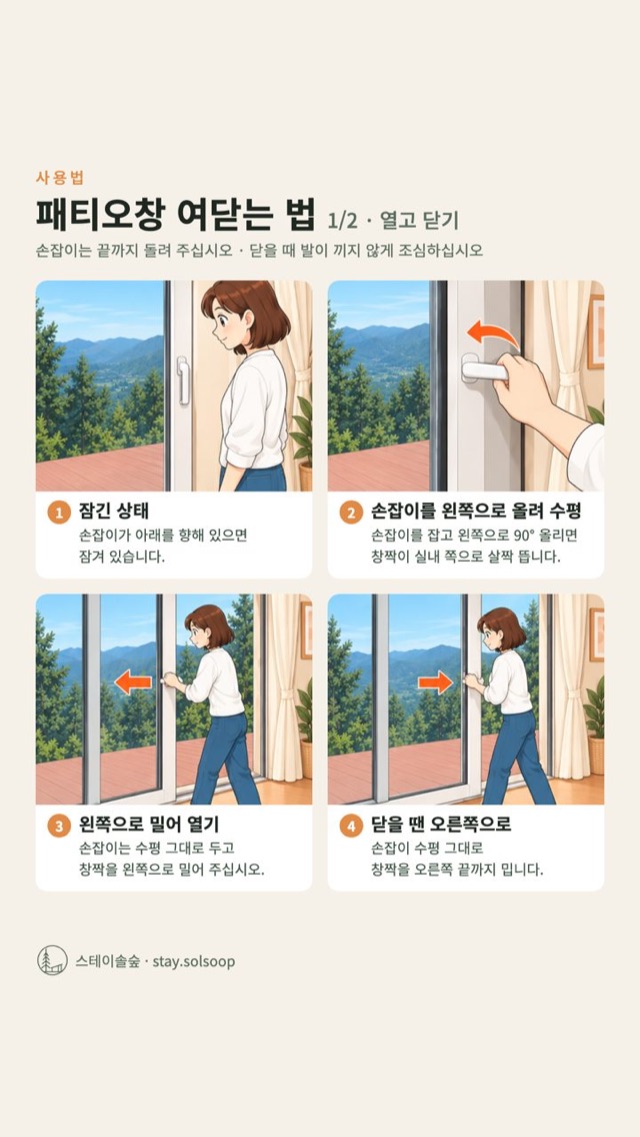 사용법
패티오창 여닫는 법 1/2 · 열고 닫기
손잡이는 끝까지 돌려 주십시오 · 닫을 때 발이 끼지 않게 조심하십시오
1 잠긴 상태
손잡이가 아래를 향해 있으면
잠겨 있습니다.
2 손잡이를 왼쪽으로 올려 수평
손잡이를 잡고 왼쪽으로 90° 올리면
창짝이 실내 쪽으로 살짝 뜹니다.
3 왼쪽으로 밀어 열기
손잡이는 수평 그대로 두고
창짝을 왼쪽으로 밀어 주십시오.
4 닫을 땐 오른쪽으로
손잡이 수평 그대로
창짝을 오른쪽 끝까지 밉니다.
스테이솔숲 · stay.solsoop